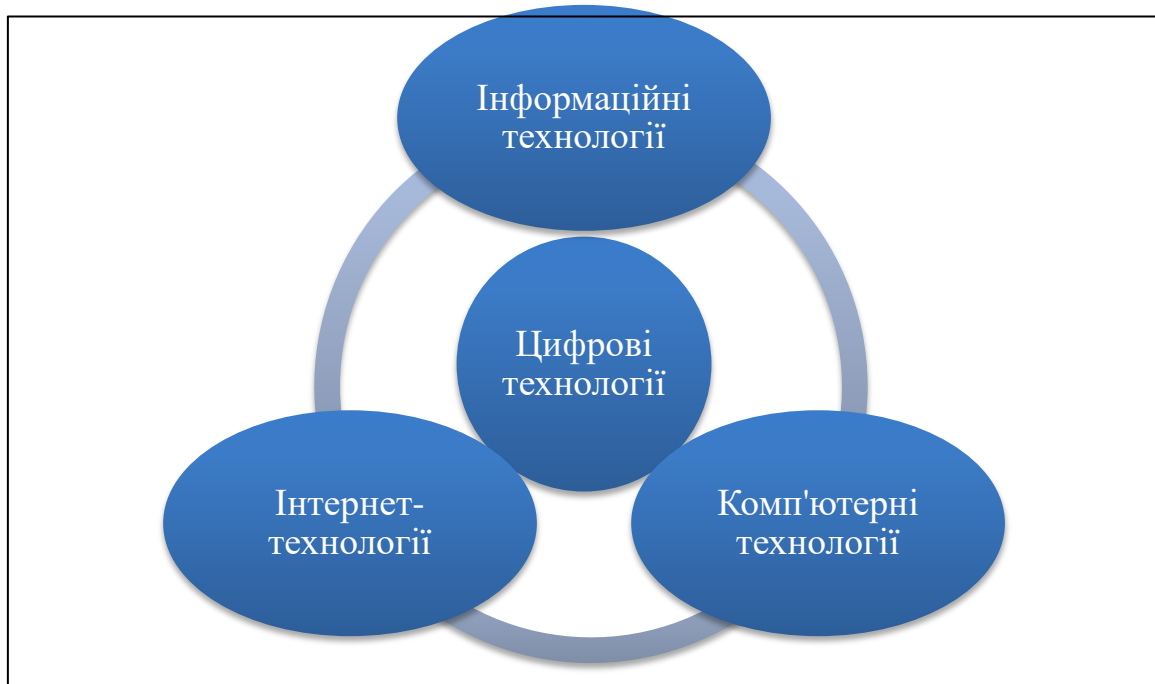 Інформаційні
технології
Цифрові
технології
Інтернет-
технології
Комп'ютерні
технології